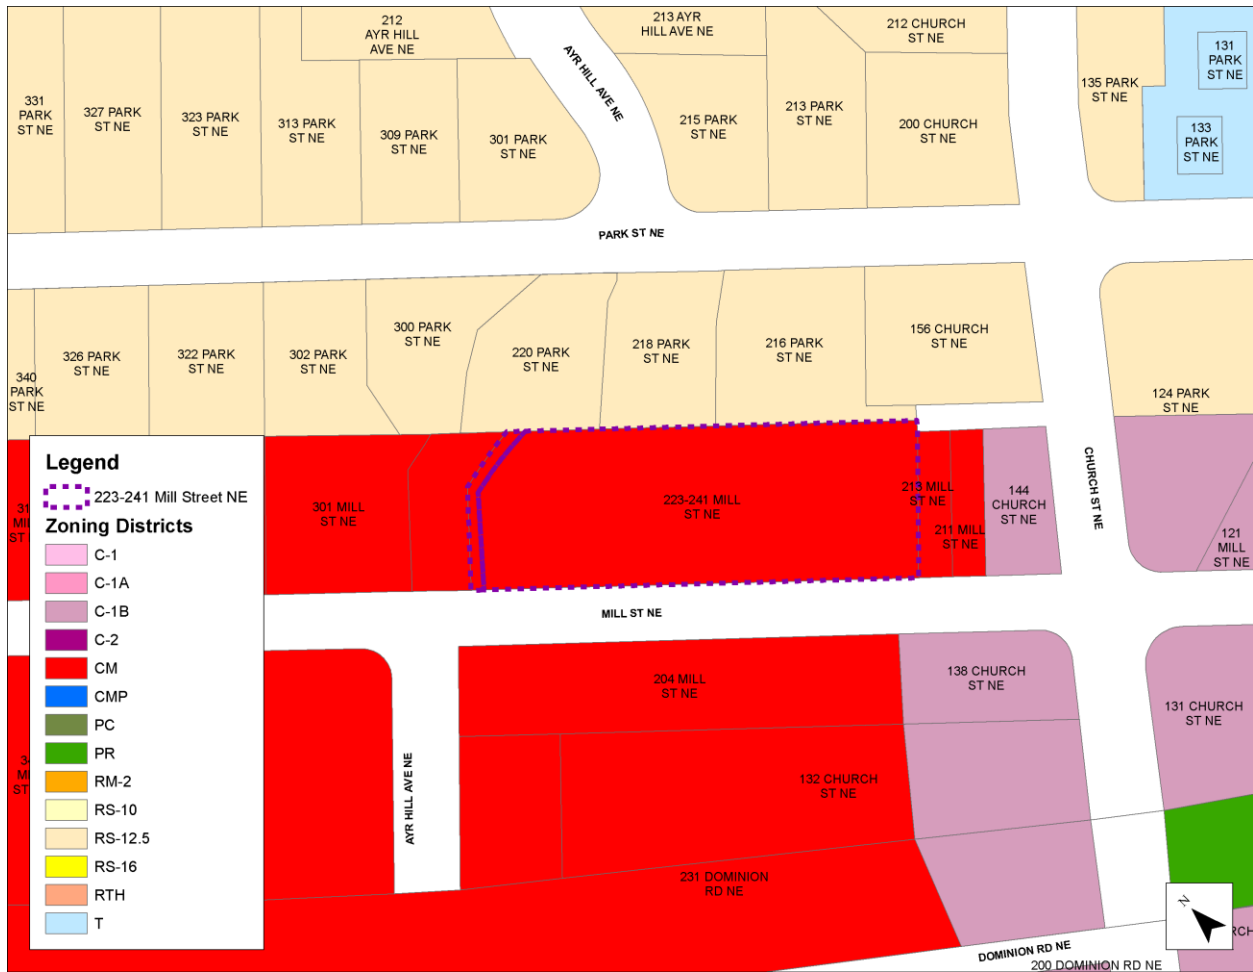 212
AYR HILL
AVE NE
213 AYR
HILL AVE NE
212 CHURCH
ST NE
AYR HILL AVE NE
131
PARK
ST NE
135 PARK
ST NE
331
PARK
ST NE
327 PARK
ST NE
323 PARK
ST NE
313 PARK
ST NE
309 PARK
ST NE
301 PARK
ST NE
215 PARK
ST NE
213 PARK
ST NE
200 CHURCH
ST NE
133
PARK
ST NE
PARK ST NE
340
PARK
ST NE
326 PARK
ST NE
322 PARK
ST NE
302 PARK
ST NE
300 PARK
ST NE
220 PARK
ST NE
218 PARK
ST NE
216 PARK
ST NE
156 CHURCH
ST NE
124 PARK
ST NE
CHURCH ST NE
301 MILL
ST NE
223-241 MILL
ST NE
213 MILL
ST NE
211 MILL
ST NE
144
CHURCH
ST NE
121
MILL
ST NE
MILL ST NE
204 MILL
ST NE
138 CHURCH
ST NE
131 CHURCH
ST NE
AYR HILL AVE NE
132 CHURCH
ST NE
231 DOMINION
RD NE
DOMINION RD NE
200 DOMINION RD NE
N
Legend
223-241 Mill Street NE
Zoning Districts
C-1
C-1A
C-1B
C-2
CM
CMP
PC
PR
RM-2
RS-10
RS-12.5
RS-16
RTH
T